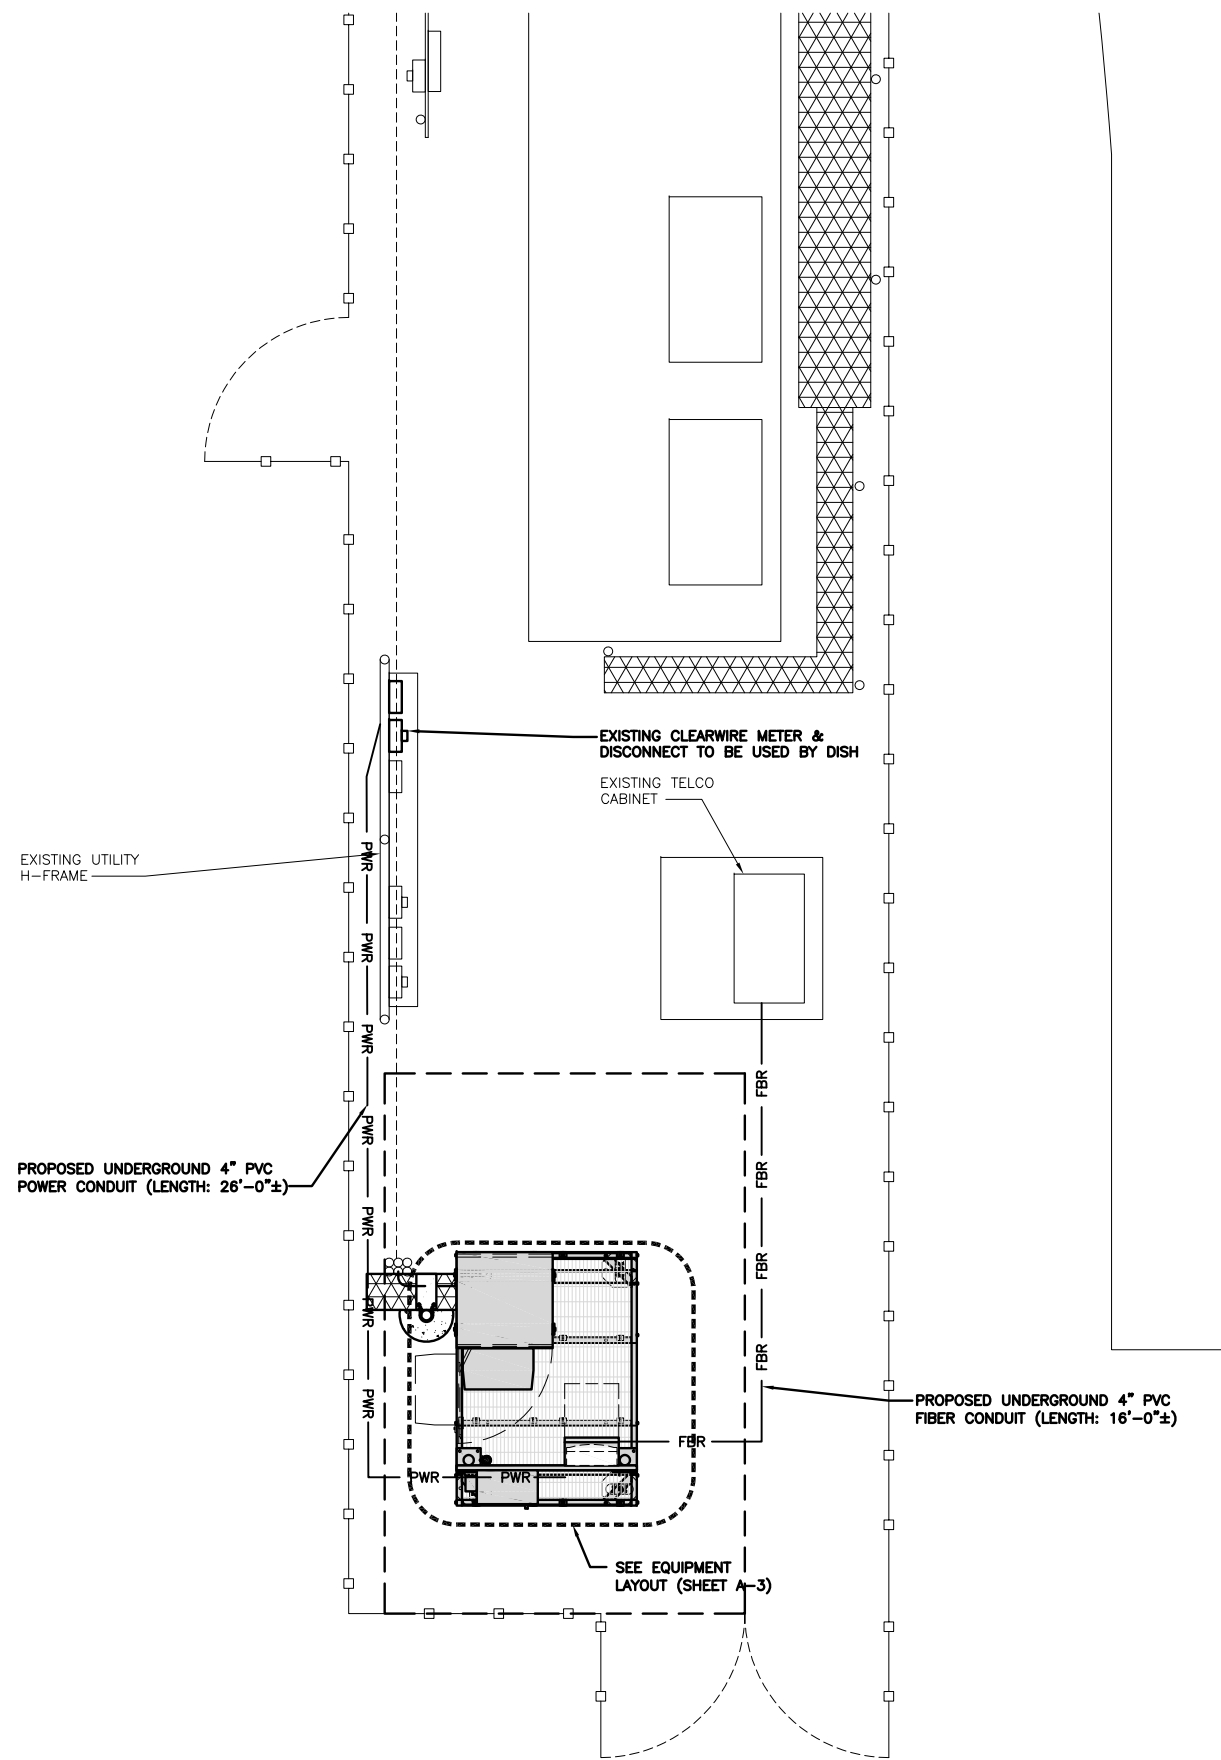 EXISTING CLEARWIRE METER &
DISCONNECT TO BE USED BY DISH
EXISTING TELCO
CABINET
EXISTING UTILITY
H-FRAME
PWR
PWR
PWR
FBR
PWR
PROPOSED UNDERGROUND 4" PVC
POWER CONDUIT (LENGTH: 26'-0"±)
FBR
PWR
FBR
PWR
FBR
PWR
PROPOSED UNDERGROUND 4" PVC
FIBER CONDUIT (LENGTH: 16'-0"±)
FBR
PWR
PWR
SEE EQUIPMENT
LAYOUT (SHEET A-3)